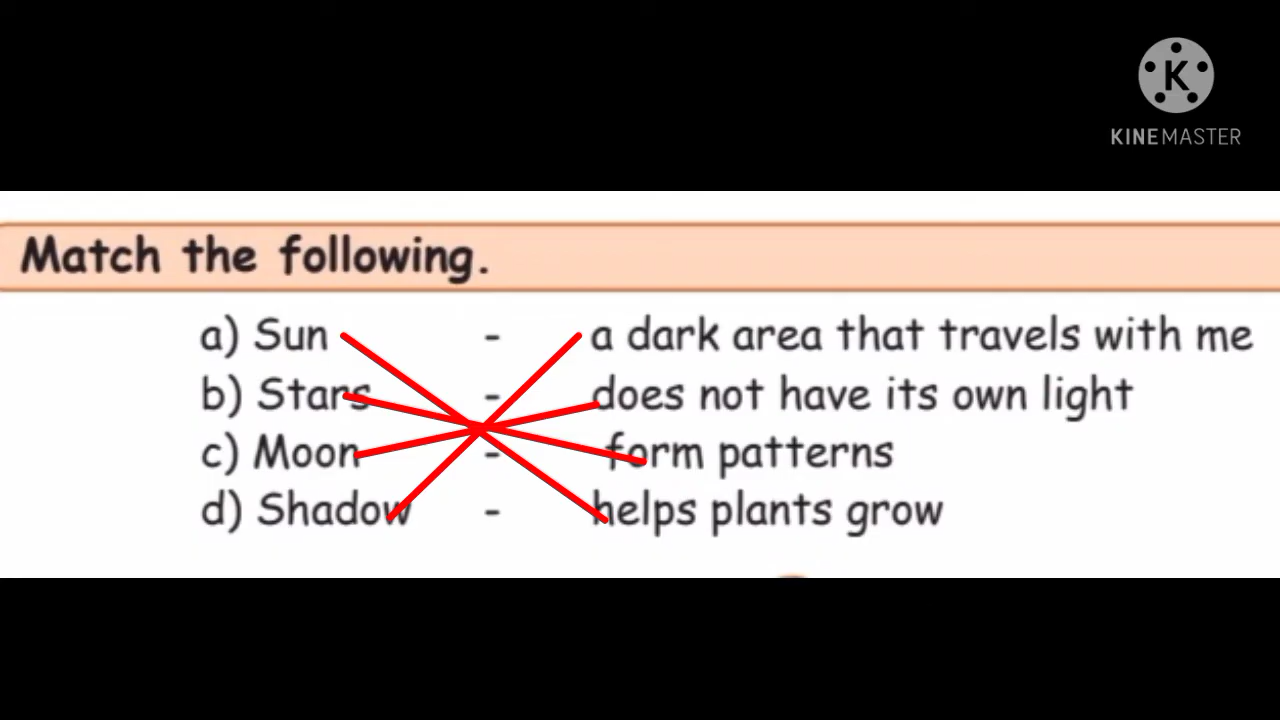 KINEMASTER
Match the following.
a) Sun - a dark area that travels with me
b) Stars - does not have its own light
c) Moon - form patterns
d) Shadow - helps plants grow